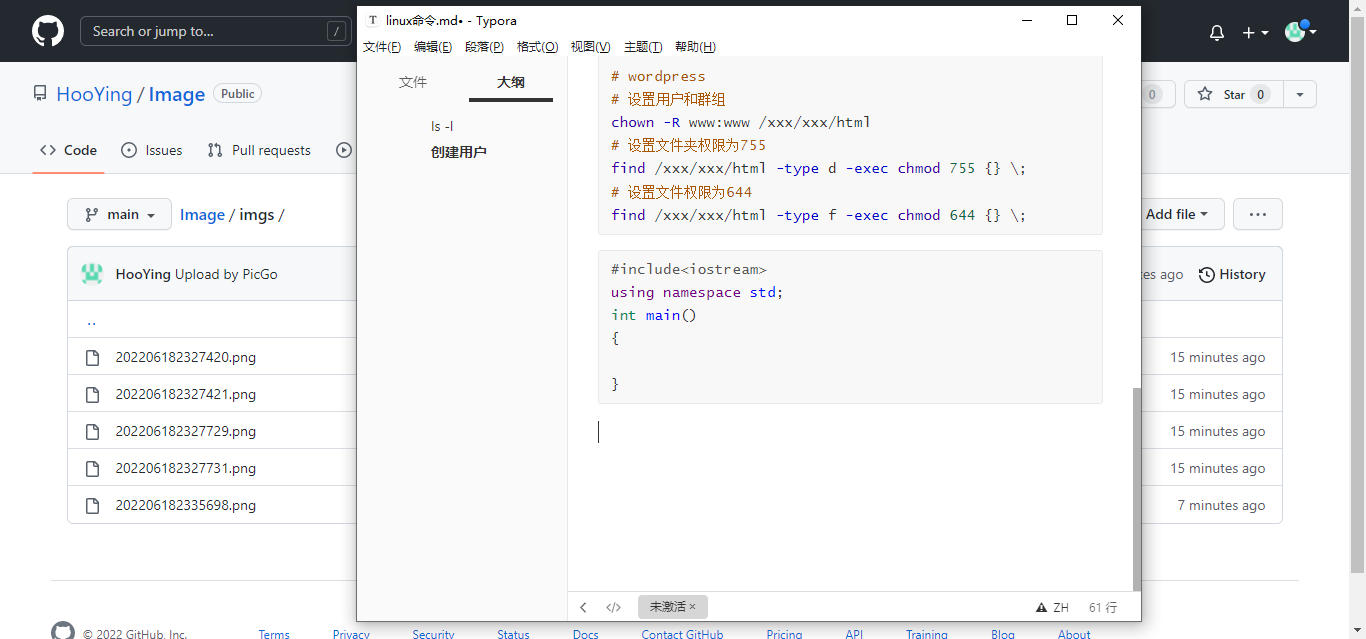 Search or jump to...
/
HooYing / Image
Public
Code
Issues
Pull requests
0
Star 0
main
Image / imgs /
Add file
HooYing Upload by PicGo
es ago
History
..
202206182327420.png
15 minutes ago
202206182327421.png
15 minutes ago
202206182327729.png
15 minutes ago
202206182327731.png
15 minutes ago
202206182335698.png
7 minutes ago
© 2022 GitHub, Inc.
Terms
Privacy
Security
Status
Docs
Contact GitHub
Pricing
API
Training
Blog
About
T linux命令.md• - Typora
文件(F) 编辑(E) 段落(P) 格式(O) 视图(V) 主题(T) 帮助(H)
文件 大纲
ls -l
创建用户
# wordpress
# 设置用户和群组
chown -R www:www /xxx/xxx/html
# 设置文件夹权限为755
find /xxx/xxx/html -type d -exec chmod 755 {} \;
# 设置文件权限为644
find /xxx/xxx/html -type f -exec chmod 644 {} \;
#include<iostream>
using namespace std;
int main()
{
}
未激活 ×
ZH
61 行